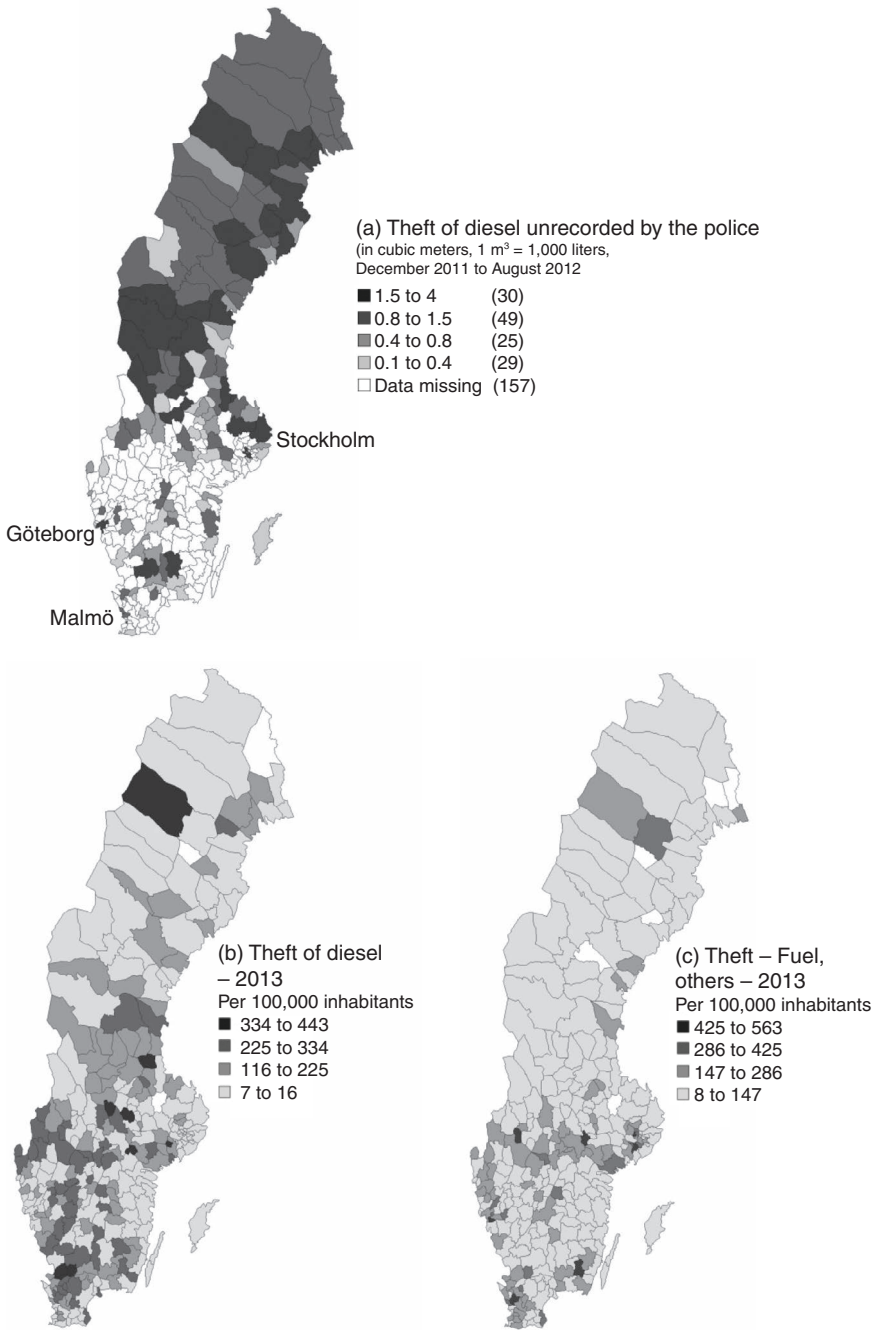 (a) Theft of diesel unrecorded by the police
(in cubic meters, 1 m³ = 1,000 liters,
December 2011 to August 2012
1.5 to 4 (30)
0.8 to 1.5 (49)
0.4 to 0.8 (25)
0.1 to 0.4 (29)
Data missing (157)
Stockholm
Göteborg
Malmö
(b) Theft of diesel
– 2013
Per 100,000 inhabitants
334 to 443
225 to 334
116 to 225
7 to 16
(c) Theft – Fuel,
others – 2013
Per 100,000 inhabitants
425 to 563
286 to 425
147 to 286
8 to 147